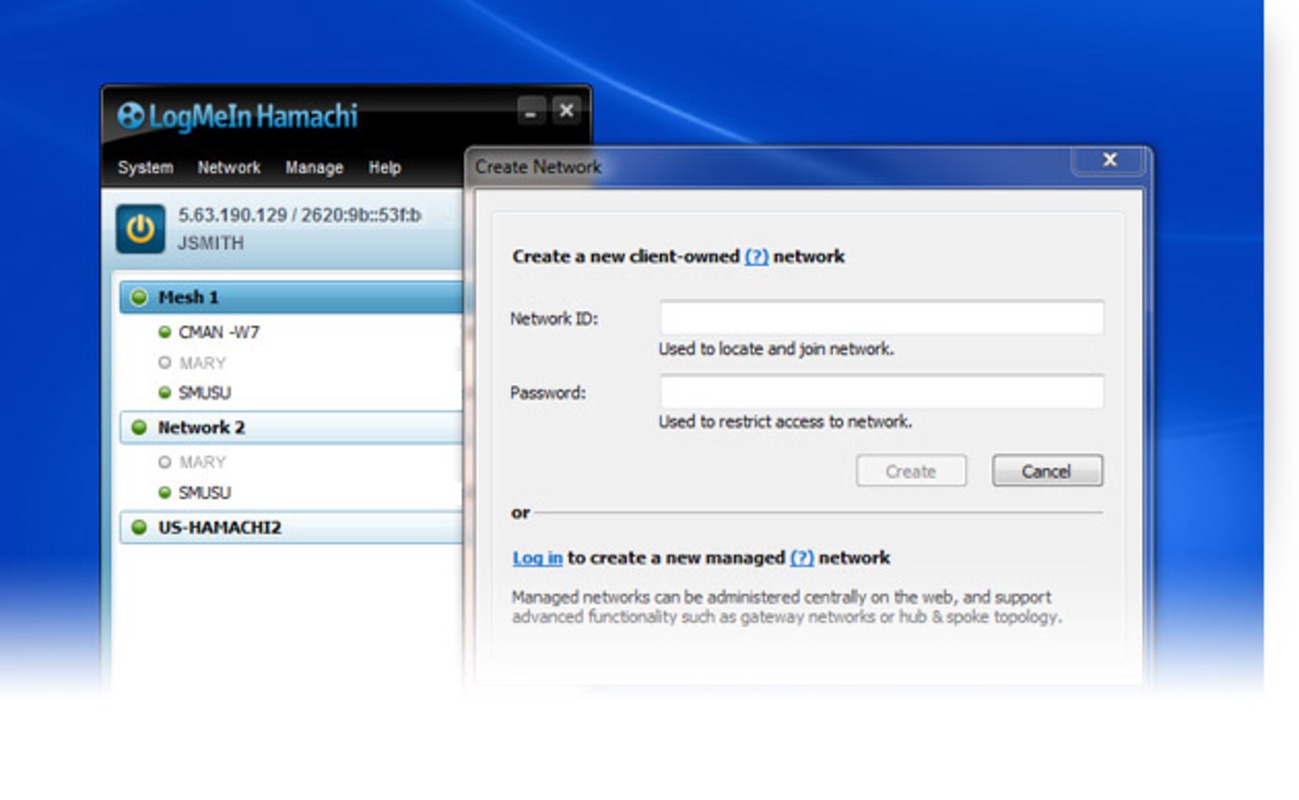 LogMeIn Hamachi
System Network Manage Help
5.63.190.129 / 2620:9b::53f:b
JSMITH
Mesh 1
CMAN -W7
MARY
SMUSU
Network 2
MARY
SMUSU
US-HAMACHI2
Create Network
Create a new client-owned (?) network
Network ID:
Used to locate and join network.
Password:
Used to restrict access to network.
Create Cancel
or
Log in to create a new managed (?) network
Managed networks can be administered centrally on the web, and support
advanced functionality such as gateway networks or hub & spoke topology.